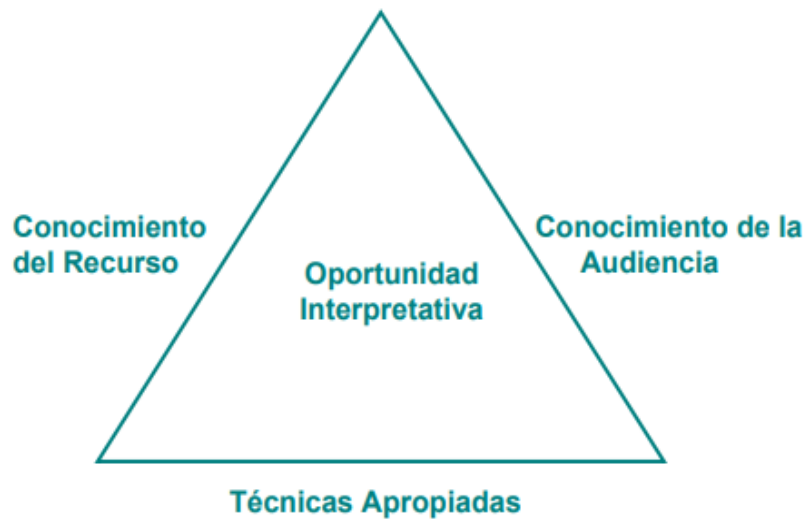 Conocimiento
del Recurso
Conocimiento de la
Audiencia
Oportunidad
Interpretativa
Técnicas Apropiadas